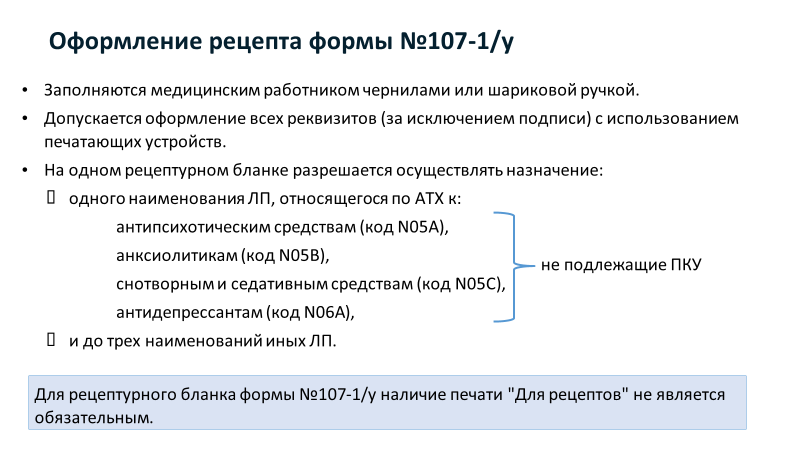 Оформление рецепта формы №107-1/у
• Заполняются медицинским работником чернилами или шариковой ручкой.
• Допускается оформление всех реквизитов (за исключением подписи) с использованием
печатающих устройств.
• На одном рецептурном бланке разрешается осуществлять назначение:
одного наименования ЛП, относящегося по АТХ к:
антипсихотическим средствам (код N05A),
анксиолитикам (код N05B),
снотворным и седативным средствам (код N05C),
антидепрессантам (код N06A),
не подлежащие ПКУ
и до трех наименований иных ЛП.
Для рецептурного бланка формы №107-1/у наличие печати "Для рецептов" не является
обязательным.